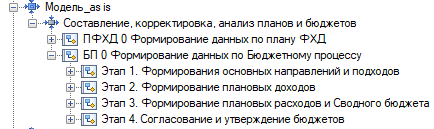 Модель_as is
Составление, корректировка, анализ планов и бюджетов
ПФХД 0 Формирование данных по плану ФХД
БП 0 Формирование данных по Бюджетному процессу
Этап 1. Формирования основных направлений и подходов
Этап 2. Формирование плановых доходов
Этап 3. Формирование плановых расходов и Сводного бюджета
Этап 4. Согласование и утверждение бюджетов